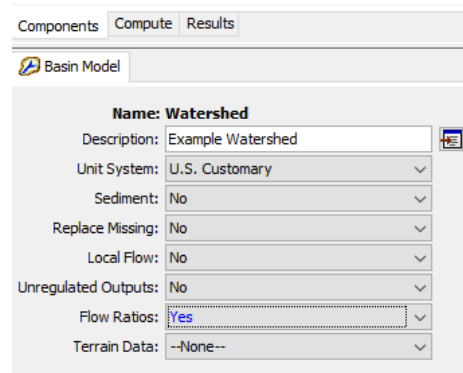 Components Compute Results
Basin Model
Name: Watershed
Description: Example Watershed
Unit System: U.S. Customary
Sediment: No
Replace Missing: No
Local Flow: No
Unregulated Outputs: No
Flow Ratios: Yes
Terrain Data: --None--